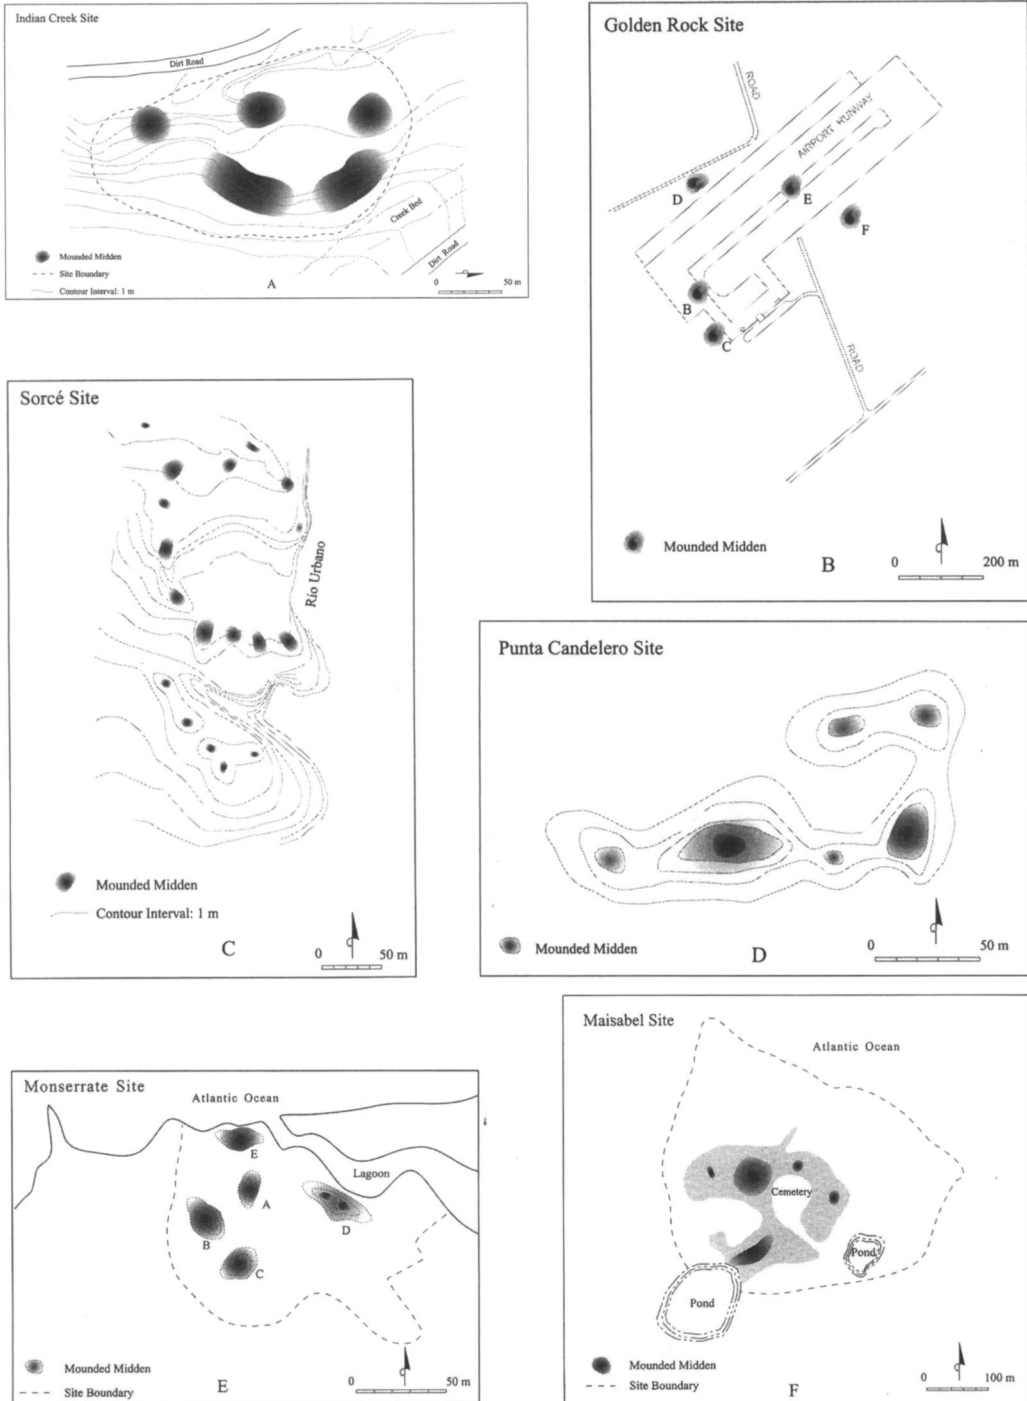 Indian Creek Site
Dirt Road
Creek Bed
Dirt Road
Mounded Midden
Site Boundary
Contour Interval: 1 m
A
0 50 m
Golden Rock Site
ROAD
AIRPORT RUNWAY
D
E
F
B
C
ROAD
Mounded Midden
B
0 200 m
Sorcé Site
Río Urbano
Mounded Midden
Contour Interval: 1 m
C
0 50 m
Punta Candelero Site
Mounded Midden
D
0 50 m
Monserrate Site
Atlantic Ocean
E
Lagoon
A
B
D
C
Mounded Midden
Site Boundary
E
0 50 m
Maisabel Site
Atlantic Ocean
Cemetery
Pond
Pond
Mounded Midden
Site Boundary
F
0 100 m